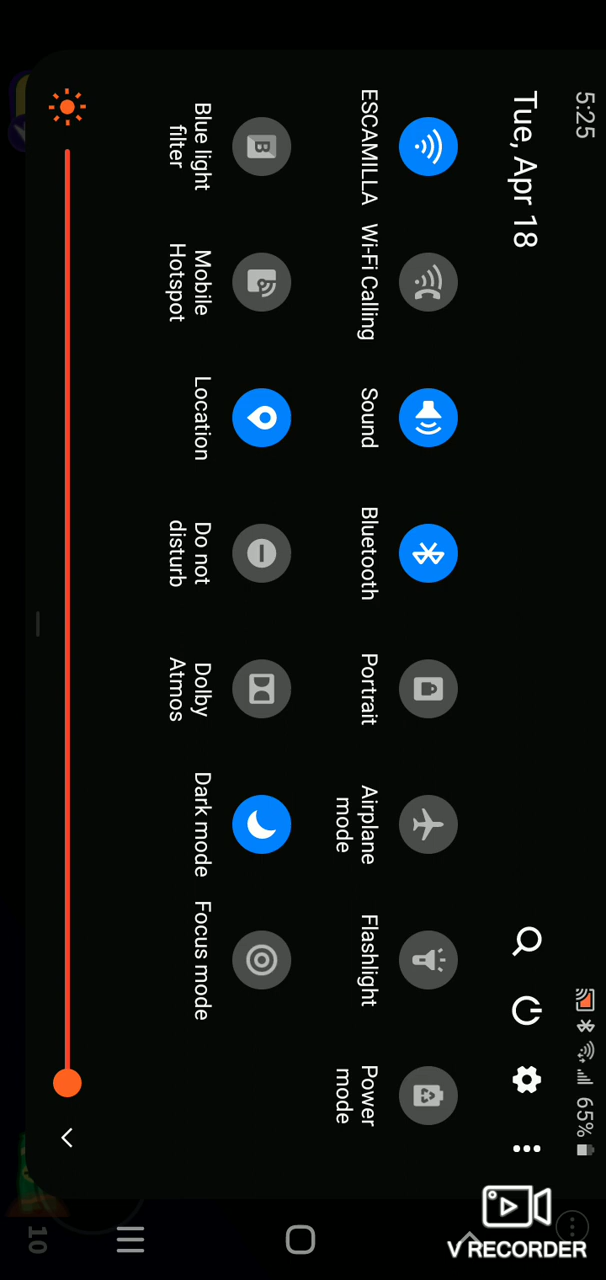 5:25
65%
Tue, Apr 18
ESCAMILLA
Wi-Fi Calling
Sound
Bluetooth
Portrait
Airplane
mode
Flashlight
Power
mode
Blue light
filter
Mobile
Hotspot
Location
Do not
disturb
Dolby
Atmos
Dark mode
Focus mode
10
V RECORDER